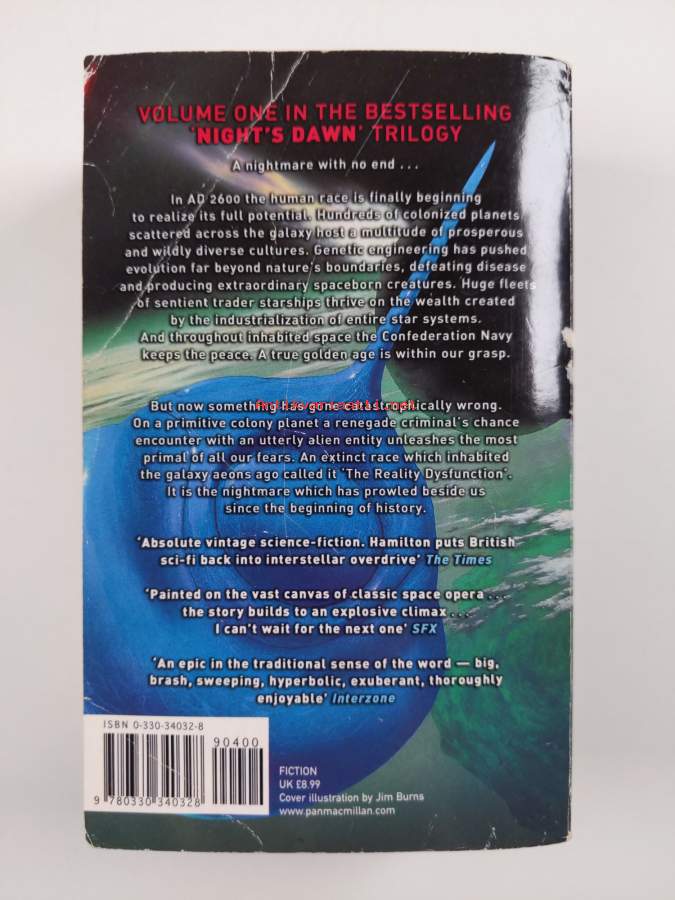 VOLUME ONE IN THE BESTSELLING
'NIGHT'S DAWN' TRILOGY
A nightmare with no end . . .
In AD 2600 the human race is finally beginning
to realize its full potential. Hundreds of colonized planets
scattered across the galaxy host a multitude of prosperous
and wildly diverse cultures. Genetic engineering has pushed
evolution far beyond nature's boundaries, defeating disease
and producing extraordinary spaceborn creatures. Huge fleets
of sentient trader starships thrive on the wealth created
by the industrialization of entire star systems.
And throughout inhabited space the Confederation Navy
keeps the peace. A true golden age is within our grasp.
But now something has gone catastrophically wrong.
On a primitive colony planet a renegade criminal's chance
encounter with an utterly alien entity unleashes the most
primal of all our fears. An extinct race which inhabited
the galaxy aeons ago called it 'The Reality Dysfunction'.
It is the nightmare which has prowled beside us
since the beginning of history.
'Absolute vintage science-fiction. Hamilton puts British
sci-fi back into interstellar overdrive' The Times
'Painted on the vast canvas of classic space opera . . .
the story builds to an explosive climax . . .
I can't wait for the next one' SFX
'An epic in the traditional sense of the word — big,
brash, sweeping, hyperbolic, exuberant, thoroughly
enjoyable' Interzone
ISBN 0-330-34032-8
90400
9 780330 340328
FICTION
UK £8.99
Cover illustration by Jim Burns
www.panmacmillan.com